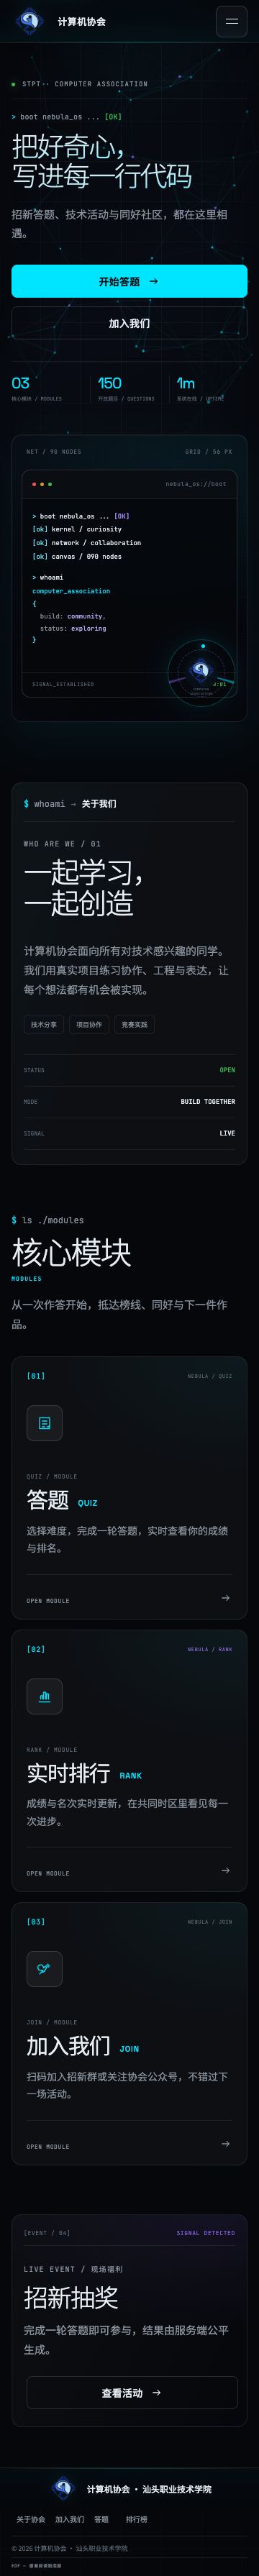 计算机协会
STPT·· COMPUTER ASSOCIATION
> boot nebula_os ... [OK]
把好奇心，
写进每一行代码
招新答题、技术活动与同好社区，都在这里相
遇。
开始答题 →
加入我们
03
150
1m
核心模块 / MODULES
开放题目 / QUESTIONS
系统在线 / UPTIME
NET / 90 NODES
GRID / 56 PX
nebula_os://boot
> boot nebula_os ... [OK]
[ok] kernel / curiosity
[ok] network / collaboration
[ok] canvas / 090 nodes
> whoami
computer_association
{
build: community,
status: exploring
}
SIGNAL_ESTABLISHED
$ whoami → 关于我们
WHO ARE WE / 01
一起学习，
一起创造
计算机协会面向所有对技术感兴趣的同学。
我们用真实项目练习协作、工程与表达，让
每个想法都有机会被实现。
技术分享
项目协作
竞赛实践
STATUS
OPEN
MODE
BUILD TOGETHER
SIGNAL
LIVE
$ ls ./modules
核心模块
MODULES
从一次作答开始，抵达榜线、同好与下一件作
品。
[01]
NEBULA / QUIZ
QUIZ / MODULE
答题 QUIZ
选择难度，完成一轮答题，实时查看你的成绩
与排名。
OPEN MODULE →
[02]
NEBULA / RANK
RANK / MODULE
实时排行 RANK
成绩与名次实时更新，在共同时区里看见每一
次进步。
OPEN MODULE →
[03]
NEBULA / JOIN
JOIN / MODULE
加入我们 JOIN
扫码加入招新群或关注协会公众号，不错过下
一场活动。
OPEN MODULE →
[EVENT / 04]
SIGNAL DETECTED
LIVE EVENT / 现场福利
招新抽奖
完成一轮答题即可参与，结果由服务端公平
生成。
查看活动 →
计算机协会 · 汕头职业技术学院
关于协会 加入我们 答题 排行榜
© 2026 计算机协会 · 汕头职业技术学院